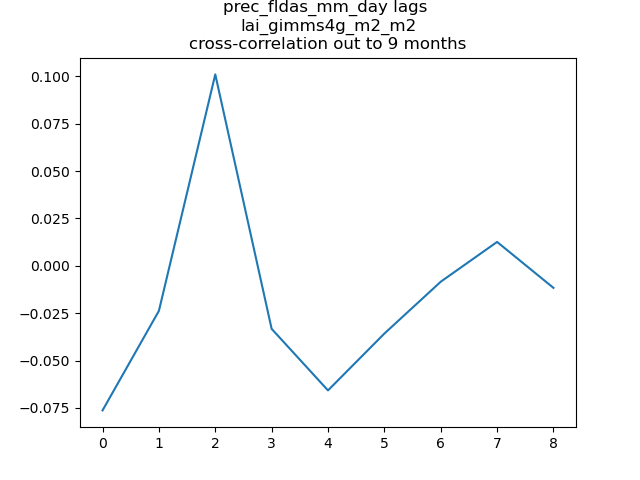 prec_fldas_mm_day lags
lai_gimms4g_m2_m2
cross-correlation out to 9 months
0.100
0.075
0.050
0.025
0.000
−0.025
−0.050
−0.075
0 1 2 3 4 5 6 7 8